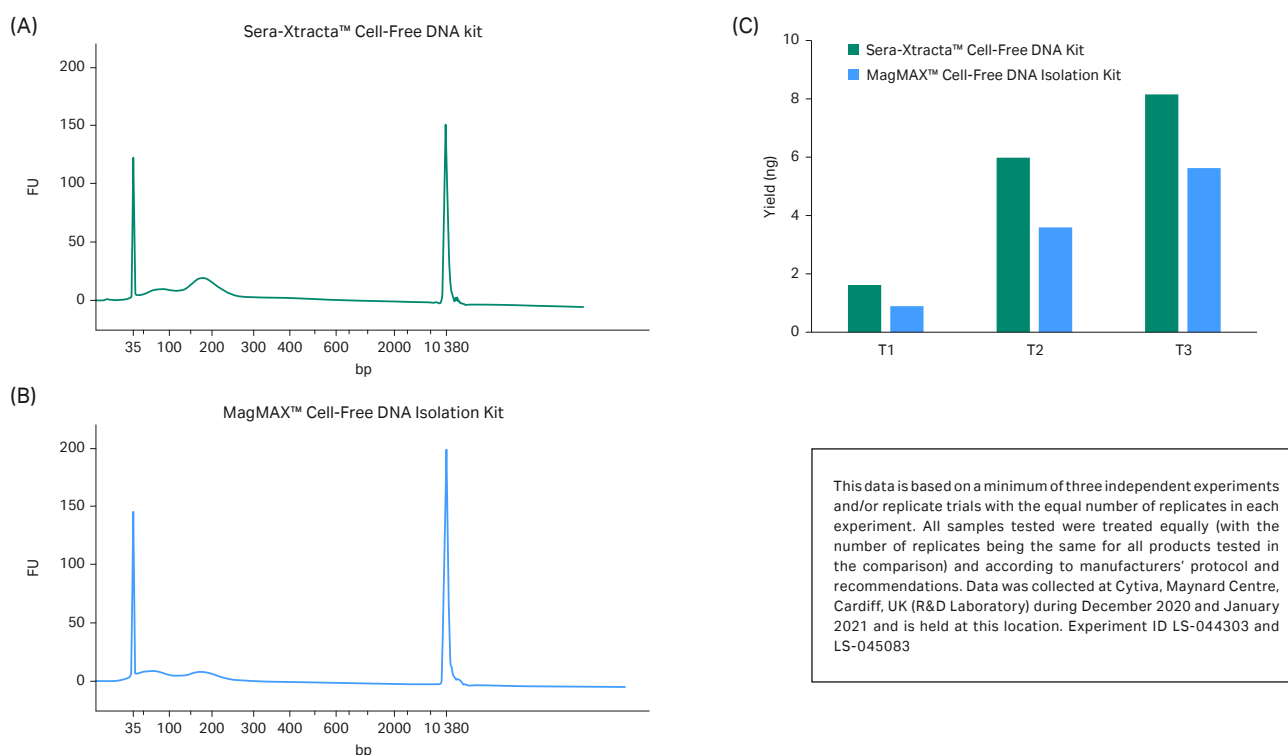 (A)
Sera-Xtracta™ Cell-Free DNA kit
200
150
100
50
0
FU
35 100 200 300 400 600 2000 10 380
bp
(B)
MagMAX™ Cell-Free DNA Isolation Kit
200
150
100
50
0
FU
35 100 200 300 400 600 2000 10 380
bp
(C)
Sera-Xtracta™ Cell-Free DNA Kit
MagMAX™ Cell-Free DNA Isolation Kit
10
8
6
4
2
0
Yield (ng)
T1 T2 T3
This data is based on a minimum of three independent experiments
and/or replicate trials with the equal number of replicates in each
experiment. All samples tested were treated equally (with the
number of replicates being the same for all products tested in
the comparison) and according to manufacturers' protocol and
recommendations. Data was collected at Cytiva, Maynard Centre,
Cardiff, UK (R&D Laboratory) during December 2020 and January
2021 and is held at this location. Experiment ID LS-044303 and
LS-045083